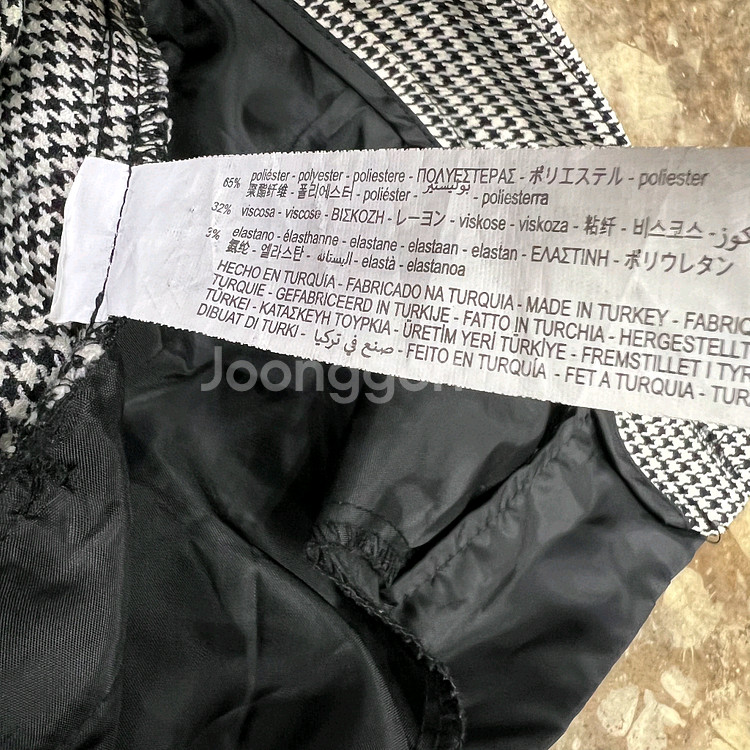 65% poliéster - polyester - poliestere - ΠΟΛΥΕΣΤΕΡΑΣ - ポリエステル - poliester
聚酯纤维 - 폴리에스터 - poliéster - بوليستير - poliesterra
32% viscosa - viscose - ΒΙΣΚΟΖΗ - レーヨン - viskose - viskoza - 粘纤 - 비스코스 -
3% elastano - élasthanne - elastane - elastaan - elastan - ΕΛΑΣΤΙΝΗ - ポリウレタン
氨纶 - 엘라스탄 - اليستانه - elastà - elastanoa
HECHO EN TURQUÍA - FABRICADO NA TURQUIA - MADE IN TURKEY - FABRIC
TURQUIE - GEFABRICEERD IN TURKIJE - FATTO IN TURCHIA - HERGESTELLT
TÜRKEI - ΚΑΤΑΣΚΕΥΗ ΤΟΥΡΚΙΑ - ÜRETİM YERİ TÜRKİYE - FREMSTILLET I TYR
DIBUAT DI TURKI - صنع في تركيا - FEITO EN TURQUÍA - FET A TURQUIA - TUR